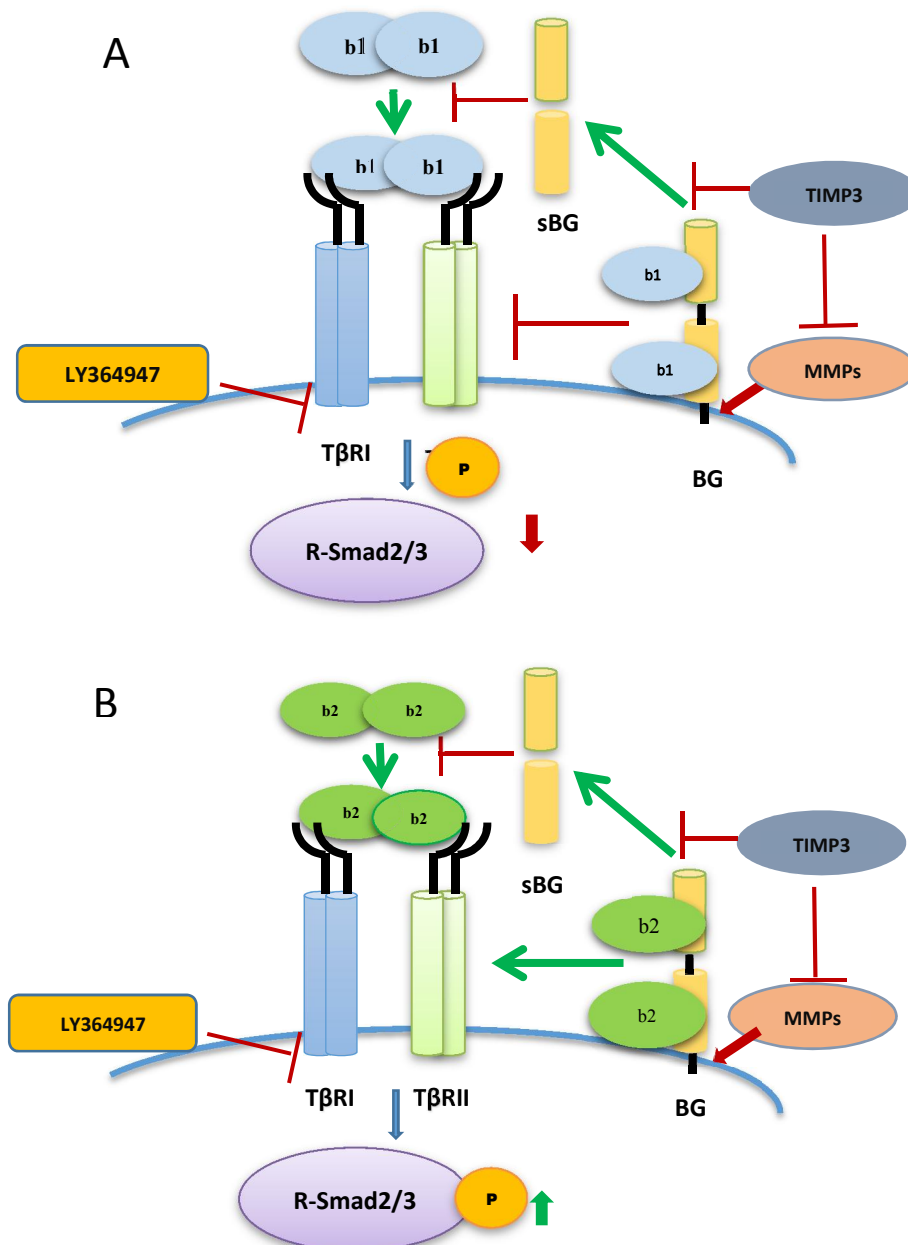 A
b1
b1
b1
b1
sBG
TIMP3
b1
b1
MMPs
LY364947
TβRI
P
BG
R-Smad2/3
B
b2
b2
b2
b2
sBG
TIMP3
b2
b2
MMPs
LY364947
TβRI
TβRII
BG
R-Smad2/3
P